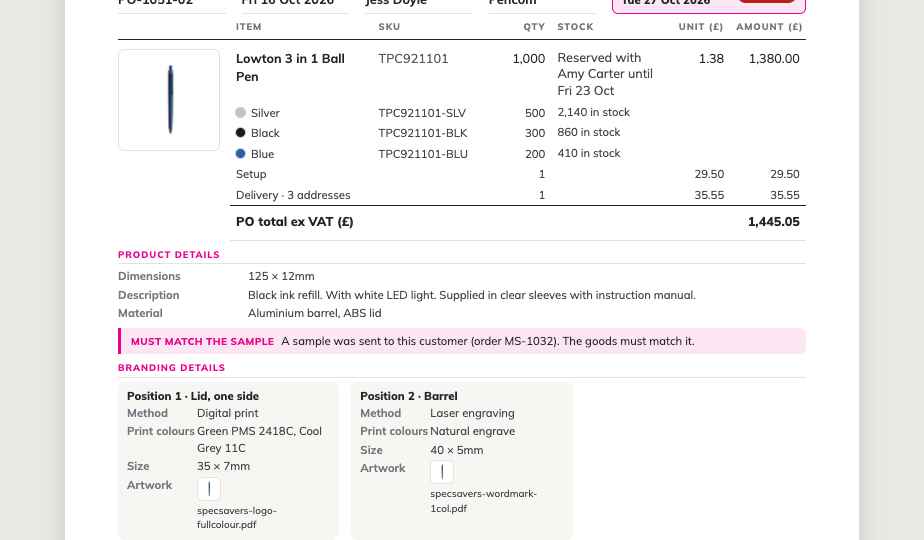 PO-1051-02 Fri 16 Oct 2026 Jess Doyle Pencom Tue 27 Oct 2026
ITEM SKU QTY STOCK UNIT (£) AMOUNT (£)
Lowton 3 in 1 Ball Pen TPC921101 1,000 Reserved with Amy Carter until Fri 23 Oct 1.38 1,380.00
Silver TPC921101-SLV 500 2,140 in stock
Black TPC921101-BLK 300 860 in stock
Blue TPC921101-BLU 200 410 in stock
Setup 1 29.50 29.50
Delivery · 3 addresses 1 35.55 35.55
PO total ex VAT (£) 1,445.05
PRODUCT DETAILS
Dimensions 125 × 12mm
Description Black ink refill. With white LED light. Supplied in clear sleeves with instruction manual.
Material Aluminium barrel, ABS lid
MUST MATCH THE SAMPLE A sample was sent to this customer (order MS-1032). The goods must match it.
BRANDING DETAILS
Position 1 · Lid, one side
Method Digital print
Print colours Green PMS 2418C, Cool
Grey 11C
Size 35 × 7mm
Artwork
specsavers-logo-
fullcolour.pdf
Position 2 · Barrel
Method Laser engraving
Print colours Natural engrave
Size 40 × 5mm
Artwork
specsavers-wordmark-
1col.pdf